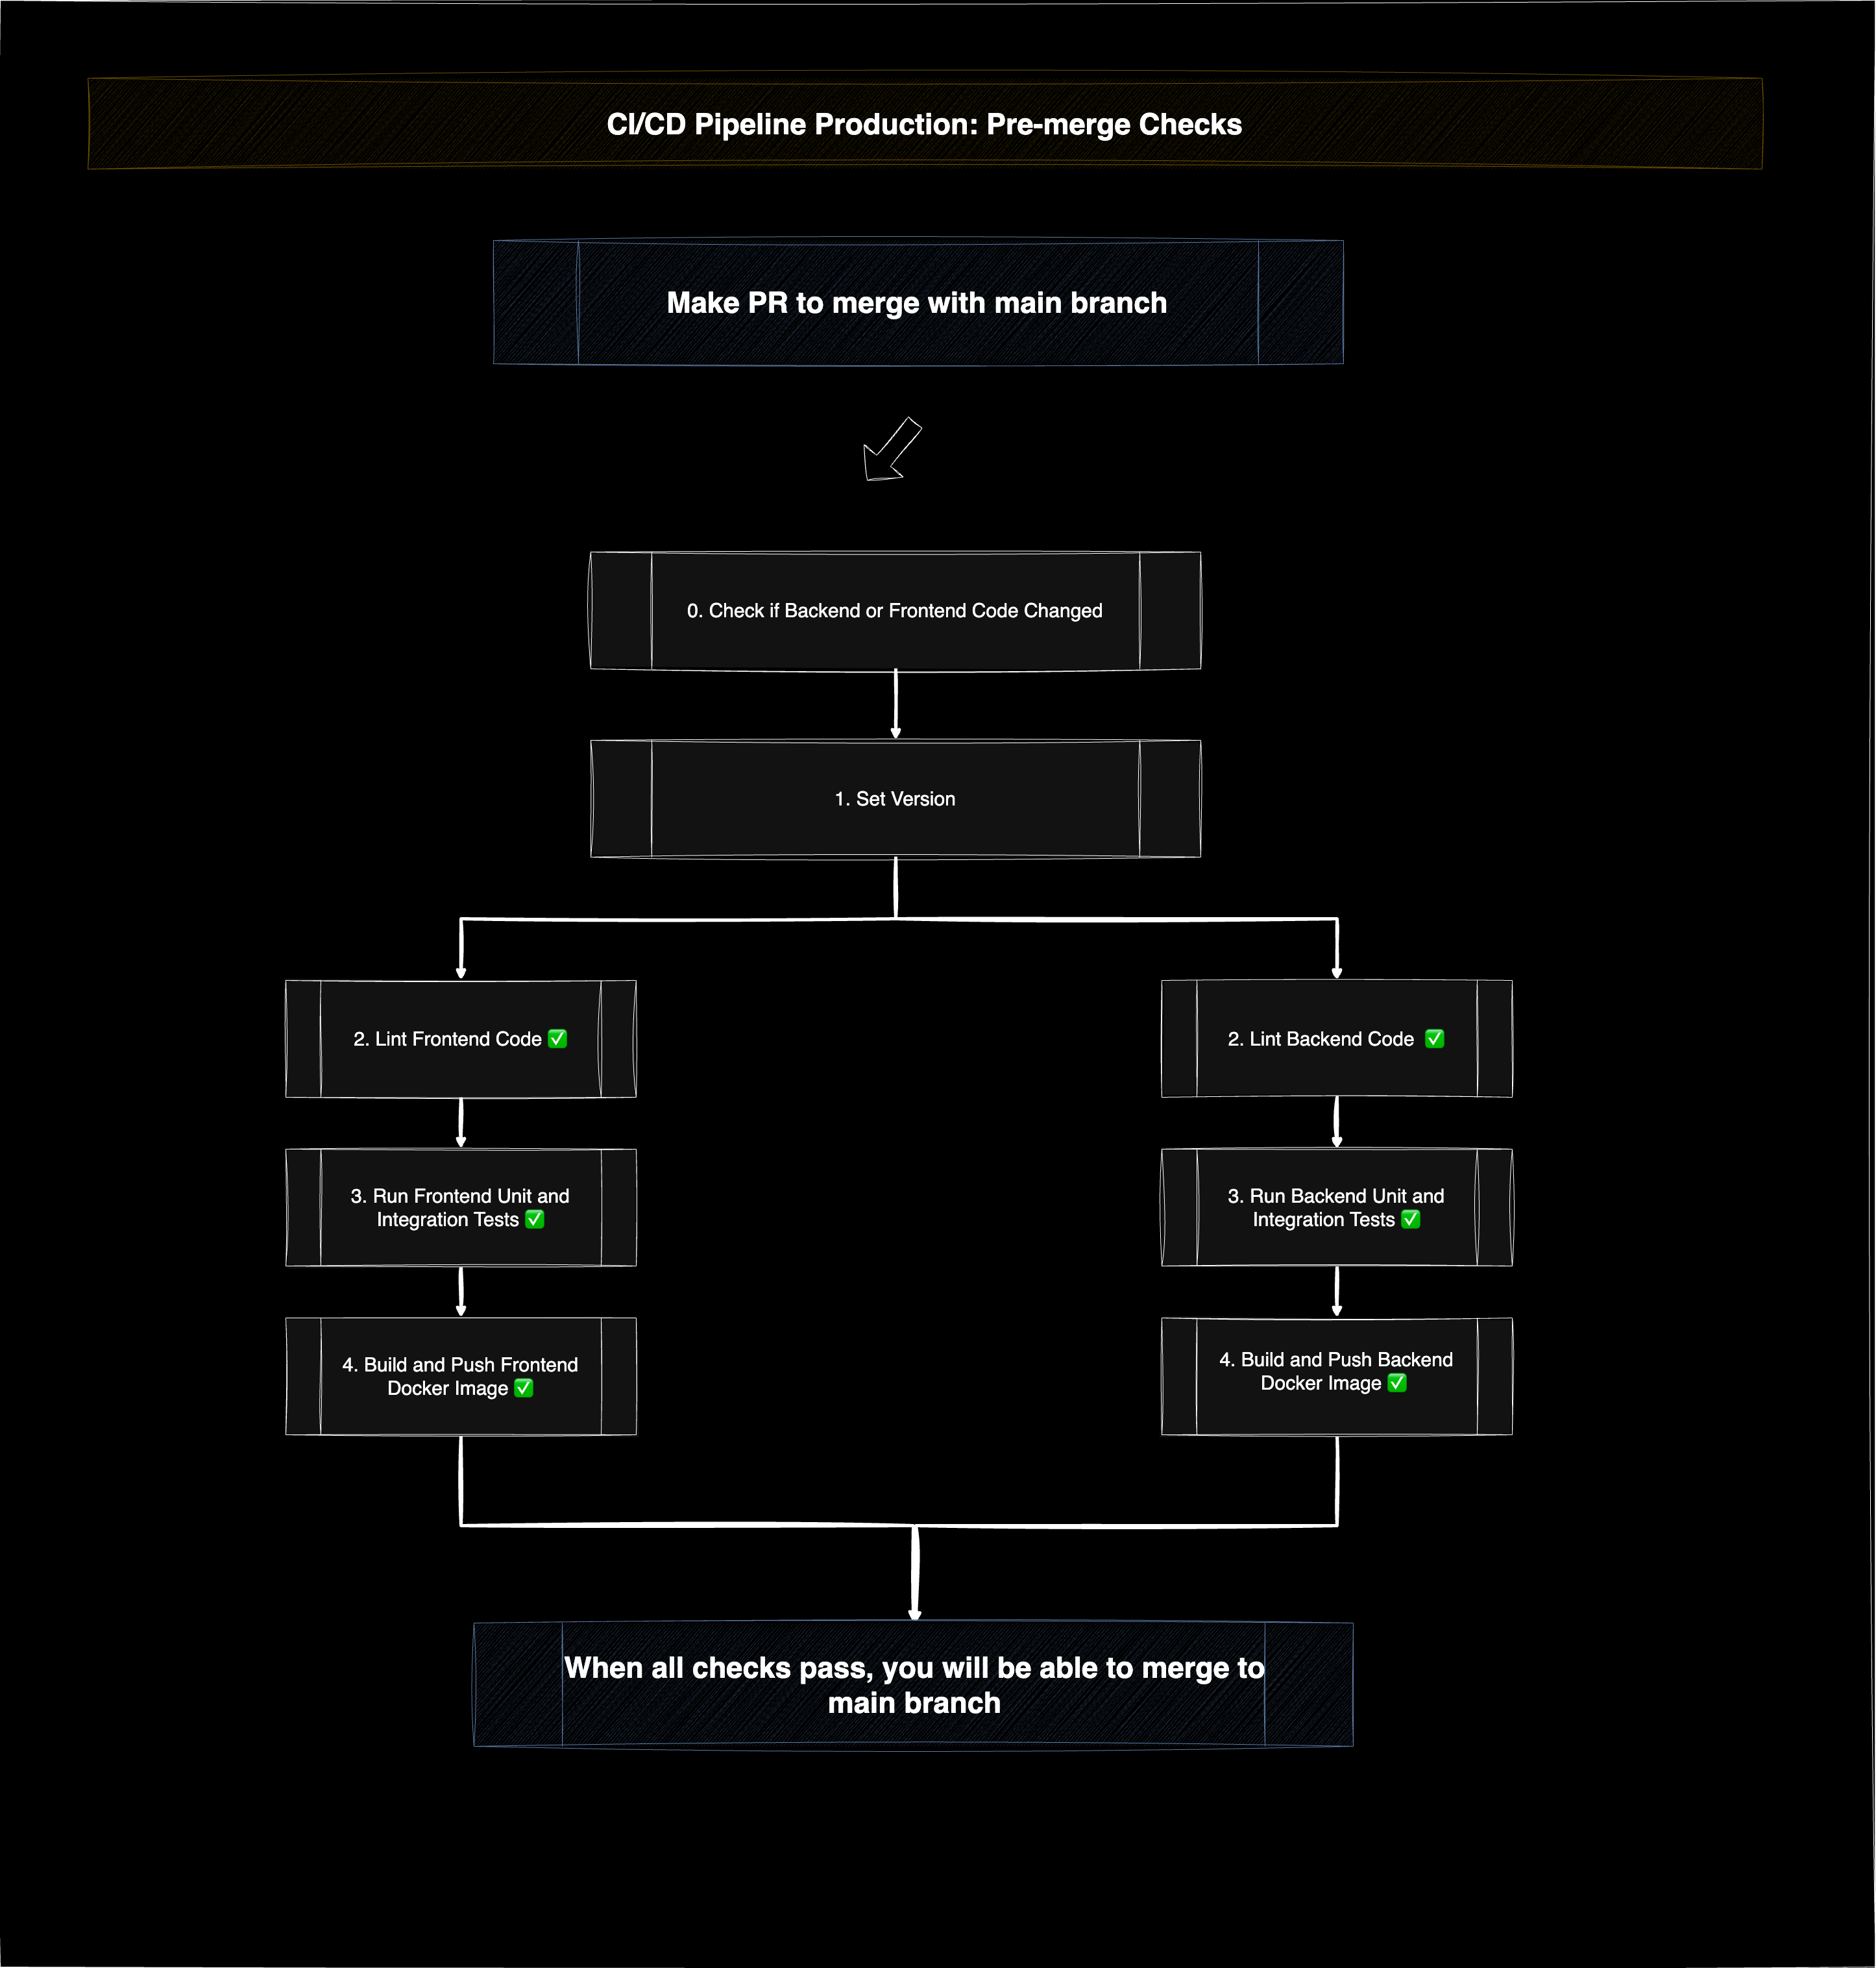 CI/CD Pipeline Production: Pre-merge Checks
Make PR to merge with main branch
0. Check if Backend or Frontend Code Changed
1. Set Version
2. Lint Frontend Code ✅
2. Lint Backend Code ✅
3. Run Frontend Unit and
Integration Tests ✅
3. Run Backend Unit and
Integration Tests ✅
4. Build and Push Frontend
Docker Image ✅
4. Build and Push Backend
Docker Image ✅
When all checks pass, you will be able to merge to
main branch